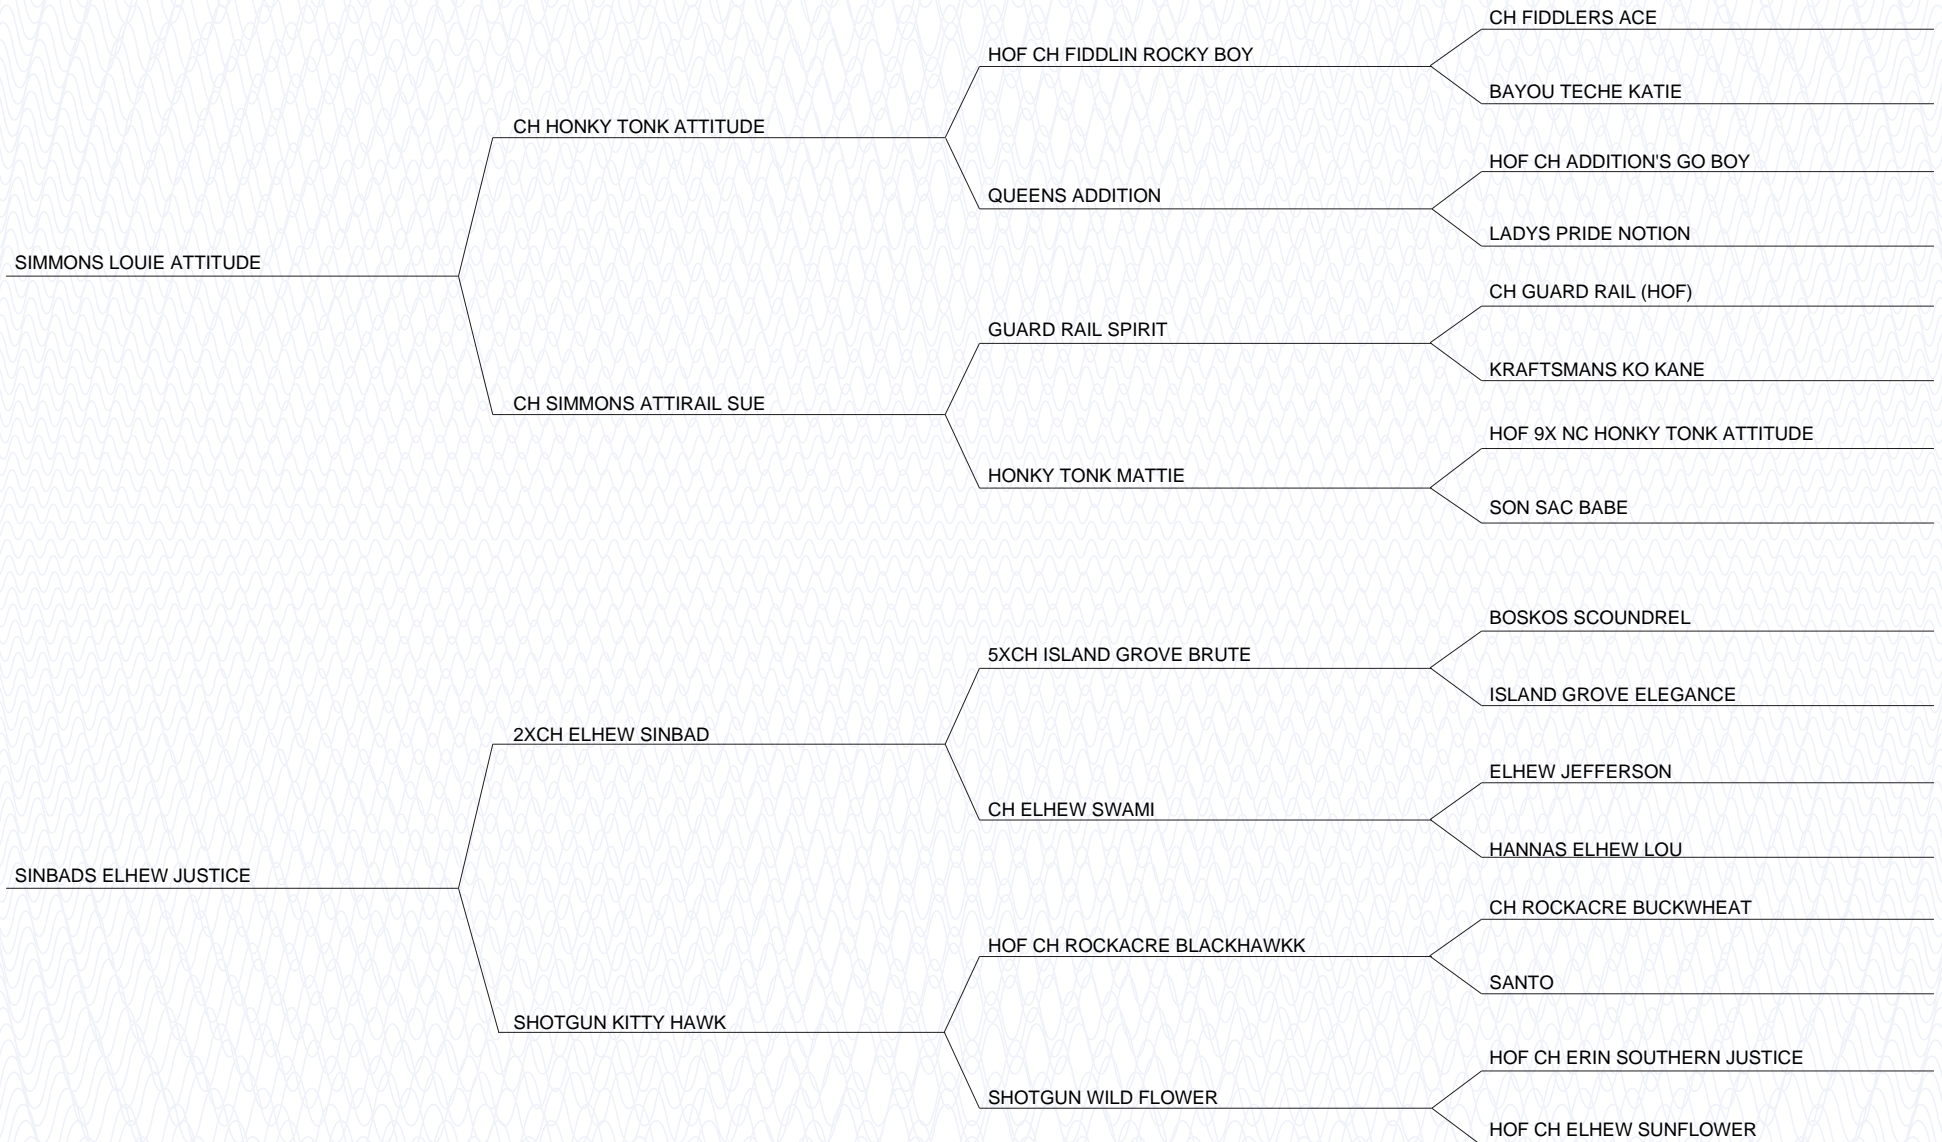 CH FIDDLERS ACE
HOF CH FIDDLIN ROCKY BOY
BAYOU TECHE KATIE
CH HONKY TONK ATTITUDE
HOF CH ADDITION'S GO BOY
QUEENS ADDITION
LADYS PRIDE NOTION
SIMMONS LOUIE ATTITUDE
CH GUARD RAIL (HOF)
GUARD RAIL SPIRIT
KRAFTSMANS KO KANE
CH SIMMONS ATTIRAIL SUE
HOF 9X NC HONKY TONK ATTITUDE
HONKY TONK MATTIE
SON SAC BABE
BOSKOS SCOUNDREL
5XCH ISLAND GROVE BRUTE
ISLAND GROVE ELEGANCE
2XCH ELHEW SINBAD
ELHEW JEFFERSON
CH ELHEW SWAMI
HANNAS ELHEW LOU
SINBADS ELHEW JUSTICE
CH ROCKACRE BUCKWHEAT
HOF CH ROCKACRE BLACKHAWKK
SANTO
SHOTGUN KITTY HAWK
HOF CH ERIN SOUTHERN JUSTICE
SHOTGUN WILD FLOWER
HOF CH ELHEW SUNFLOWER